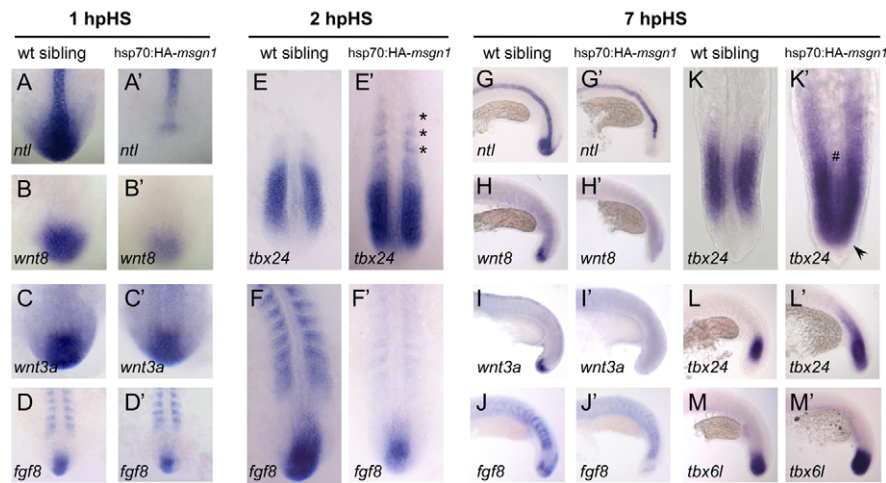 1 hpHS
2 hpHS
7 hpHS
wt sibling hsp70:HA-msgn1
wt sibling hsp70:HA-msgn1
wt sibling hsp70:HA-msgn1 wt sibling hsp70:HA-msgn1
A ntl
A' ntl
B wnt8
B' wnt8
C wnt3a
C' wnt3a
D fgf8
D' fgf8
E tbx24
E' * * * tbx24
F fgf8
F' fgf8
G ntl
G' ntl
H wnt8
H' wnt8
I wnt3a
I' wnt3a
J fgf8
J' fgf8
K tbx24
K' # tbx24
L tbx24
L' tbx24
M tbx6l
M' tbx6l